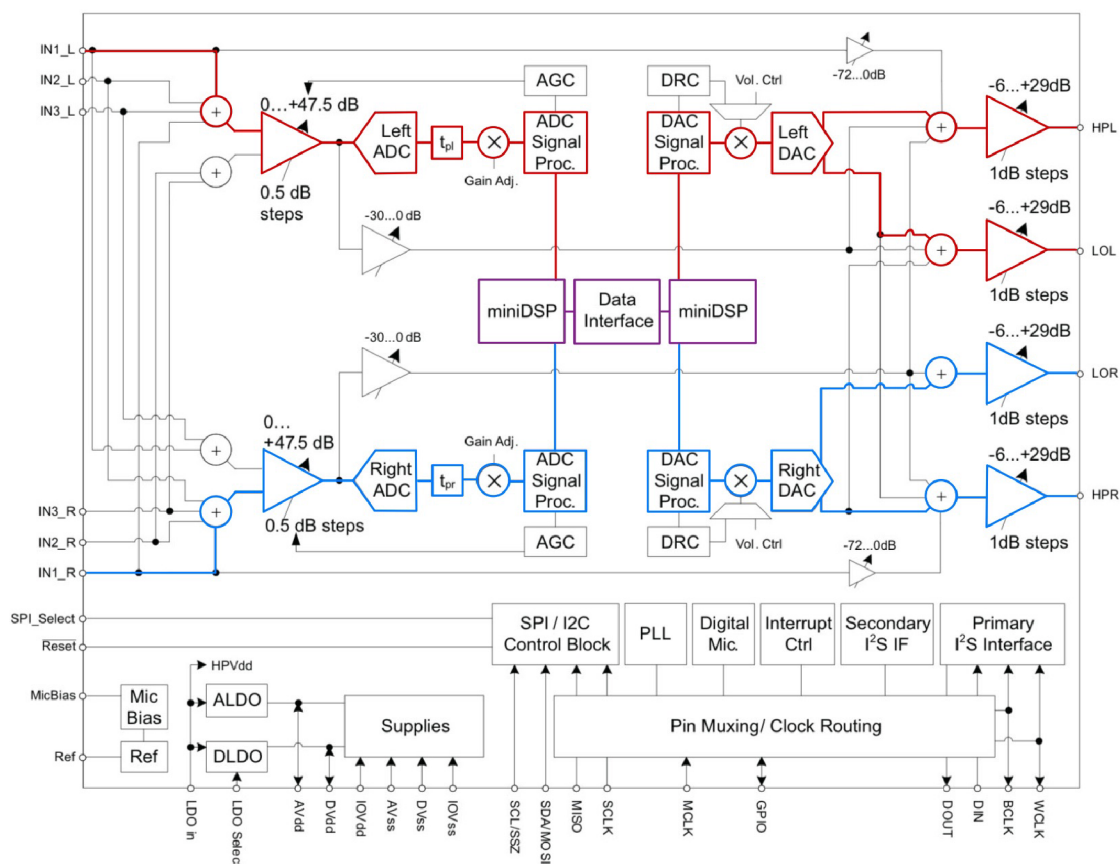 IN1_L
IN2_L
IN3_L
0…+47.5 dB
+
+
0.5 dB
steps
Left
ADC
tpl
×
Gain Adj.
AGC
ADC
Signal
Proc.
DRC
Vol. Ctrl
DAC
Signal
Proc.
×
Left
DAC
-72...0dB
+
-6…+29dB
1dB steps
HPL
-30...0 dB
+
-6…+29dB
1dB steps
LOL
miniDSP
Data
Interface
miniDSP
-30...0 dB
+
-6…+29dB
1dB steps
LOR
0…
+47.5 dB
+
+
0.5 dB steps
Right
ADC
tpr
×
Gain Adj.
ADC
Signal
Proc.
AGC
DAC
Signal
Proc.
DRC
×
Vol. Ctrl
Right
DAC
+
-6…+29dB
1dB steps
HPR
-72...0dB
IN3_R
IN2_R
IN1_R
SPI_Select
Reset
MicBias
Ref
SPI / I2C
Control Block
PLL
Digital
Mic.
Interrupt
Ctrl
Secondary
I²S IF
Primary
I²S Interface
HPVdd
Mic
Bias
Ref
ALDO
DLDO
Supplies
Pin Muxing/ Clock Routing
LDO in
LDO Selec
AVdd
DVdd
IOVdd
AVss
DVss
IOVss
SCL/SSZ
SDA/MOSI
MISO
SCLK
MCLK
GPIO
DOUT
DIN
BCLK
WCLK